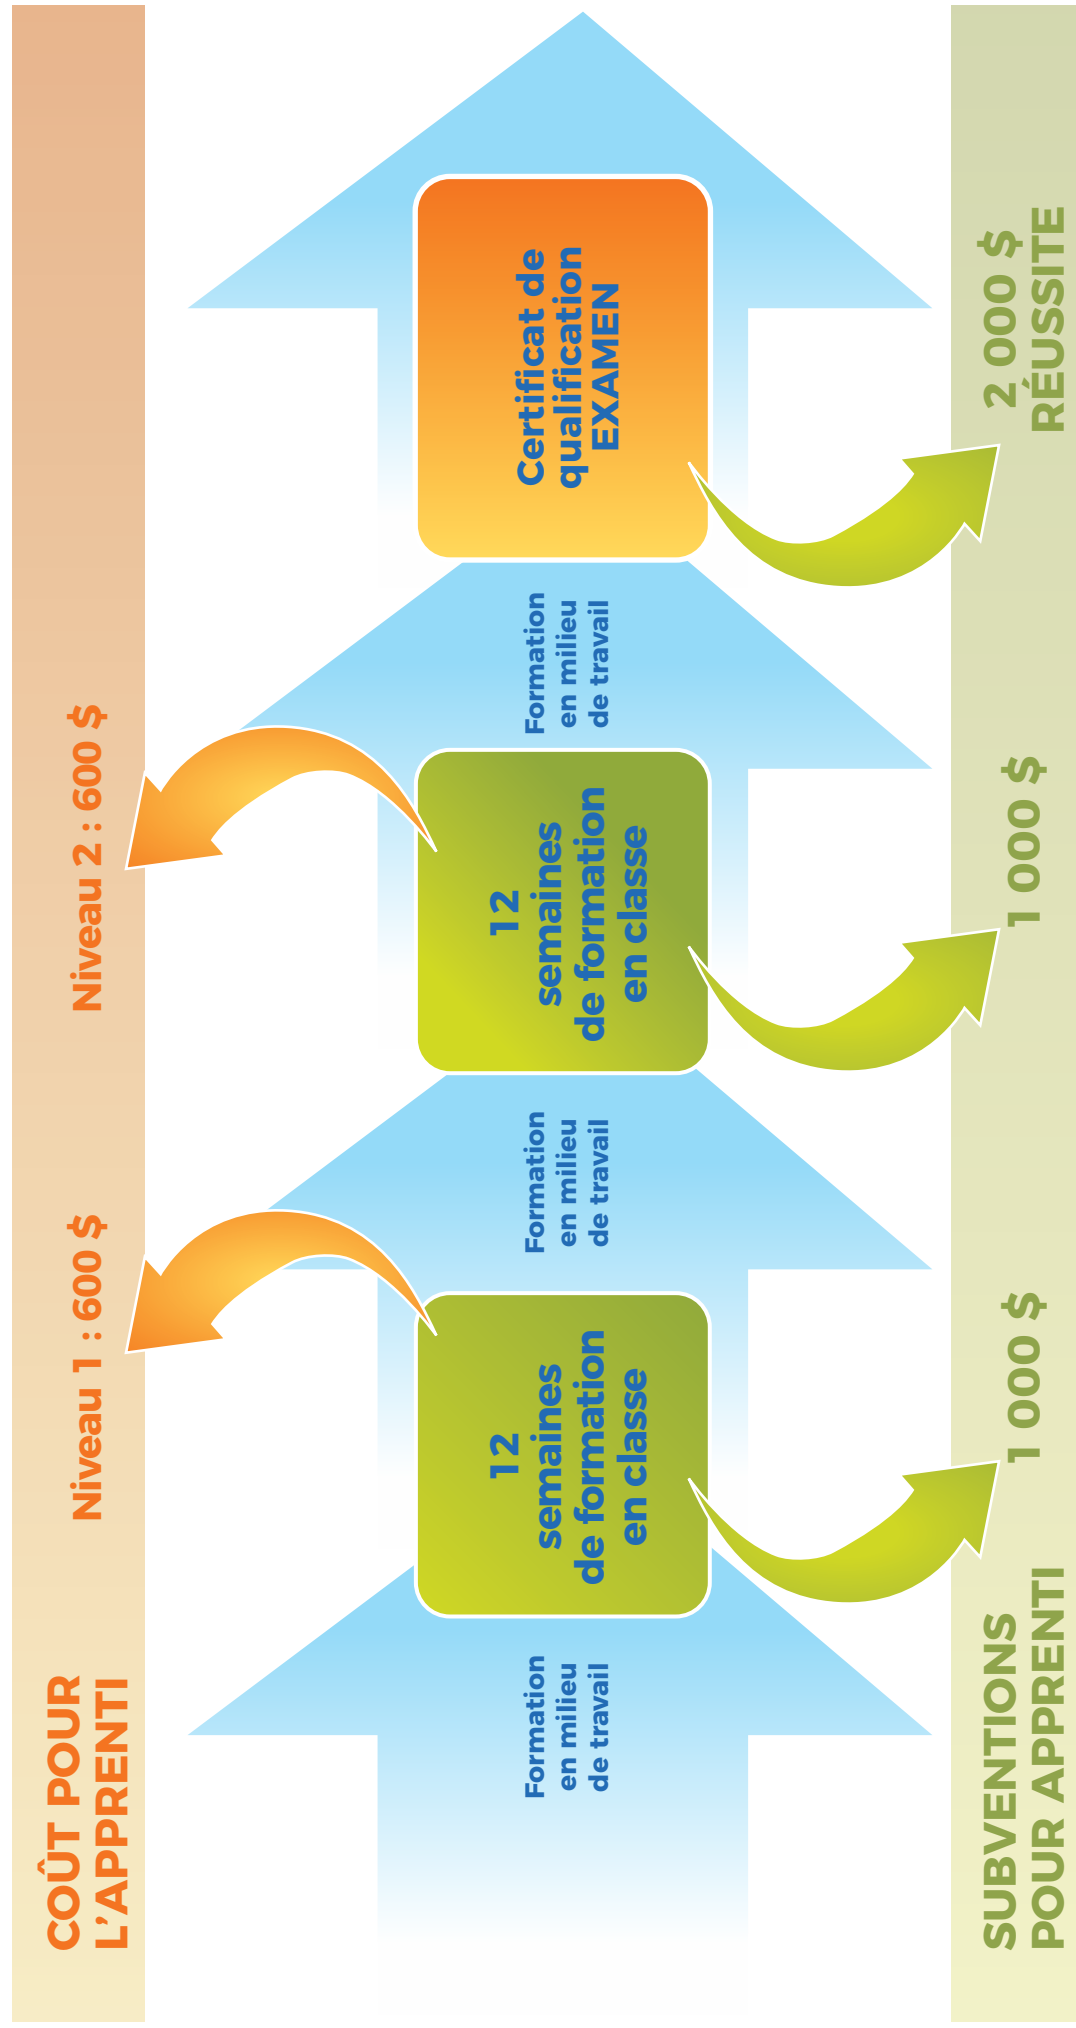 COÛT POUR
L'APPRENTI
Niveau 1 : 600 $
Niveau 2 : 600 $
Formation
en milieu
de travail
12
semaines
de formation
en classe
Formation
en milieu
de travail
12
semaines
de formation
en classe
Formation
en milieu
de travail
Certificat de
qualification
EXAMEN
SUBVENTIONS
POUR APPRENTI
1 000 $
1 000 $
2 000 $
RÉUSSITE